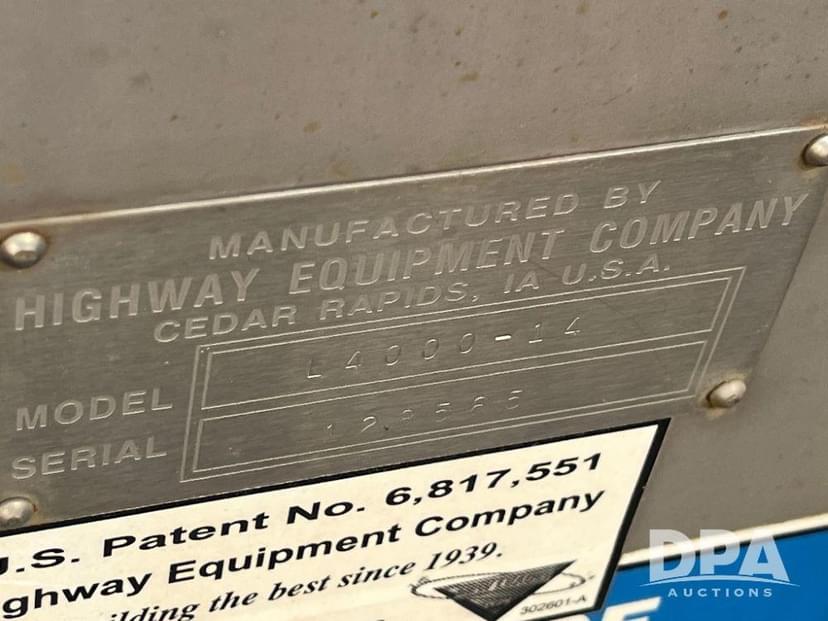 MANUFACTURED BY
HIGHWAY EQUIPMENT COMPANY
CEDAR RAPIDS, IA U.S.A.
MODEL L4000-14
SERIAL
.S. Patent No. 6,817,551
ghway Equipment Company
lding the best since 1939.
302601-A
DPA
AUCTIONS